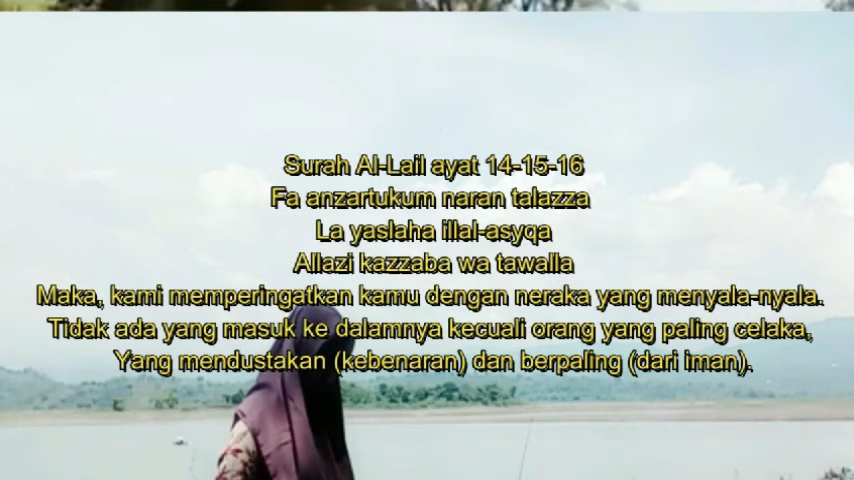 Surah Al-Lail ayat 14-15-16
Fa anzartukum naran talazza
La yaslaha illal-asyqa
Allazi kazzaba wa tawalla
Maka, kami memperingatkan kamu dengan neraka yang menyala-nyala.
Tidak ada yang masuk ke dalamnya kecuali orang yang paling celaka,
Yang mendustakan (kebenaran) dan berpaling (dari iman).